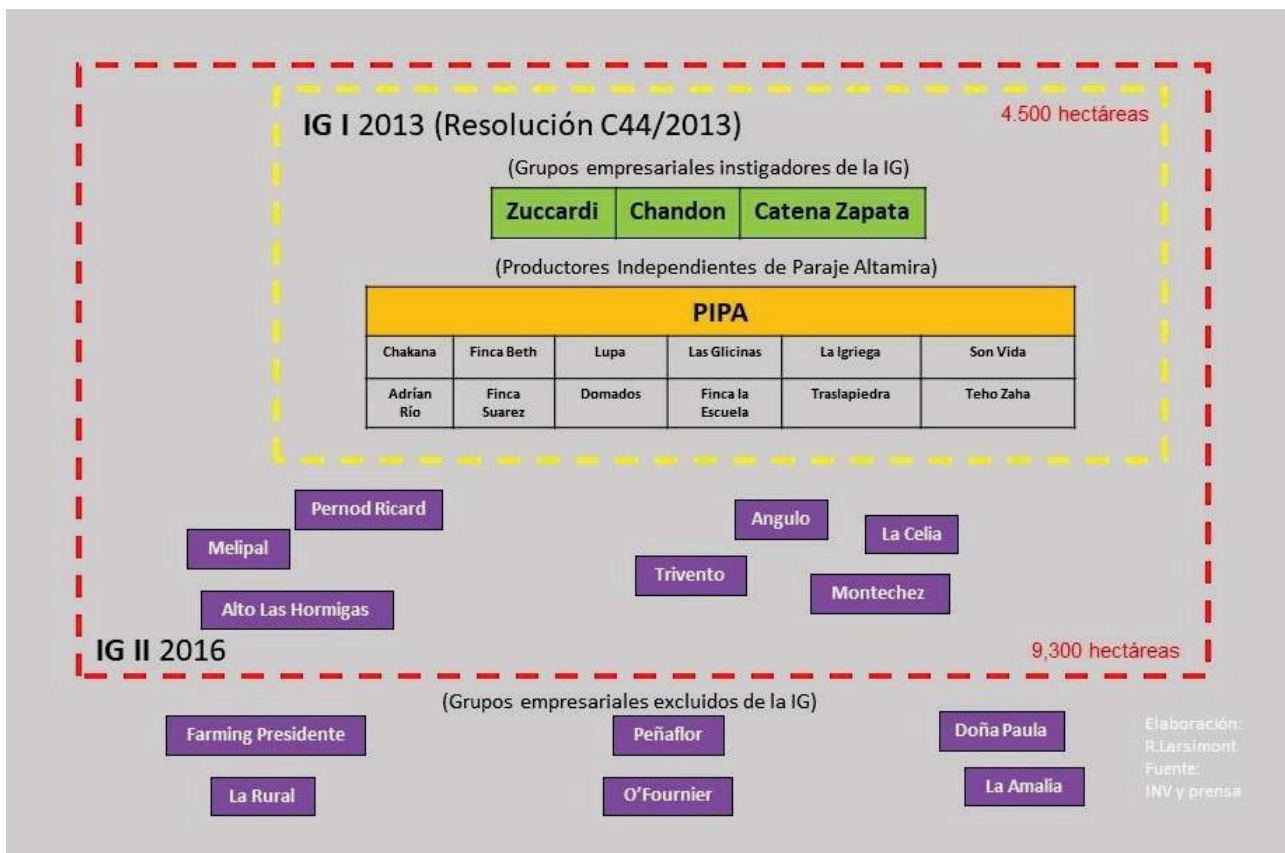 4.500 hectáreas
IG I 2013 (Resolución C44/2013)
(Grupos empresariales instigadores de la IG)
Zuccardi Chandon Catena Zapata
(Productores Independientes de Paraje Altamira)
PIPA
Chakana Finca Beth Lupa Las Glicinas La Igriega Son Vida
Adrían Río Finca Suarez Domados Finca la Escuela Traslapiedra Teho Zaha
Pernod Ricard
Angulo
La Celia
Melipal
Trivento
Montechez
Alto Las Hormigas
IG II 2016
9,300 hectáreas
(Grupos empresariales excluidos de la IG)
Farming Presidente
Peñaflor
Doña Paula
La Rural
O'Fournier
La Amalia
Elaboración:
R.Larsimont
Fuente:
INV y prensa